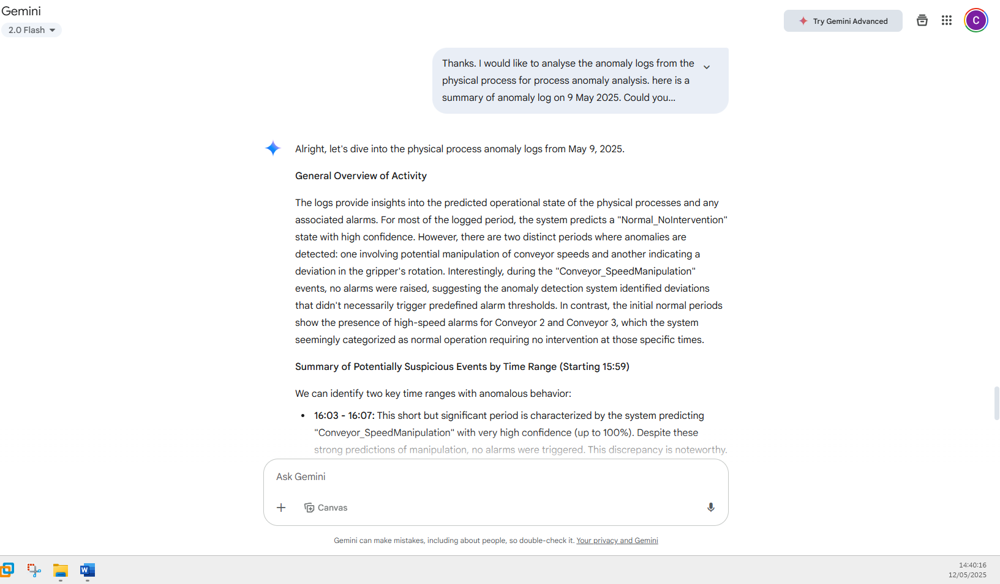 Gemini
2.0 Flash
Try Gemini Advanced
C
Thanks. I would like to analyse the anomaly logs from the
physical process for process anomaly analysis. here is a
summary of anomaly log on 9 May 2025. Could you...
Alright, let's dive into the physical process anomaly logs from May 9, 2025.
General Overview of Activity
The logs provide insights into the predicted operational state of the physical processes and any
associated alarms. For most of the logged period, the system predicts a "Normal_NoIntervention"
state with high confidence. However, there are two distinct periods where anomalies are
detected: one involving potential manipulation of conveyor speeds and another indicating a
deviation in the gripper's rotation. Interestingly, during the "Conveyor_SpeedManipulation"
events, no alarms were raised, suggesting the anomaly detection system identified deviations
that didn't necessarily trigger predefined alarm thresholds. In contrast, the initial normal periods
show the presence of high-speed alarms for Conveyor 2 and Conveyor 3, which the system
seemingly categorized as normal operation requiring no intervention at those specific times.
Summary of Potentially Suspicious Events by Time Range (Starting 15:59)
We can identify two key time ranges with anomalous behavior:
• 16:03 - 16:07: This short but significant period is characterized by the system predicting
"Conveyor_SpeedManipulation" with very high confidence (up to 100%). Despite these
strong predictions of manipulation, no alarms were triggered. This discrepancy is noteworthy.
Ask Gemini
Canvas
Gemini can make mistakes, including about people, so double-check it. Your privacy and Gemini
W
14:40:16
12/05/2025